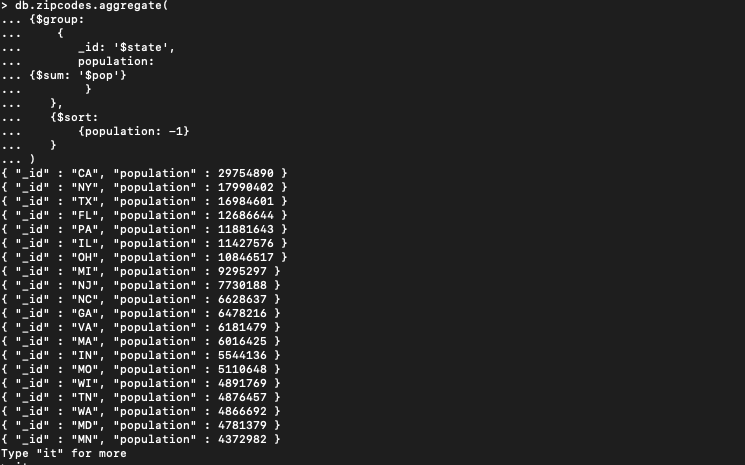 > db.zipcodes.aggregate(
... {$group:
...     {
...        _id: '$state',
...        population:
... {$sum: '$pop'}
...         }
...    },
...    {$sort:
...        {population: -1}
...    }
... )
{ "_id" : "CA", "population" : 29754890 }
{ "_id" : "NY", "population" : 17990402 }
{ "_id" : "TX", "population" : 16984601 }
{ "_id" : "FL", "population" : 12686644 }
{ "_id" : "PA", "population" : 11881643 }
{ "_id" : "IL", "population" : 11427576 }
{ "_id" : "OH", "population" : 10846517 }
{ "_id" : "MI", "population" : 9295297 }
{ "_id" : "NJ", "population" : 7730188 }
{ "_id" : "NC", "population" : 6628637 }
{ "_id" : "GA", "population" : 6478216 }
{ "_id" : "VA", "population" : 6181479 }
{ "_id" : "MA", "population" : 6016425 }
{ "_id" : "IN", "population" : 5544136 }
{ "_id" : "MO", "population" : 5110648 }
{ "_id" : "WI", "population" : 4891769 }
{ "_id" : "TN", "population" : 4876457 }
{ "_id" : "WA", "population" : 4866692 }
{ "_id" : "MD", "population" : 4781379 }
{ "_id" : "MN", "population" : 4372982 }
Type "it" for more